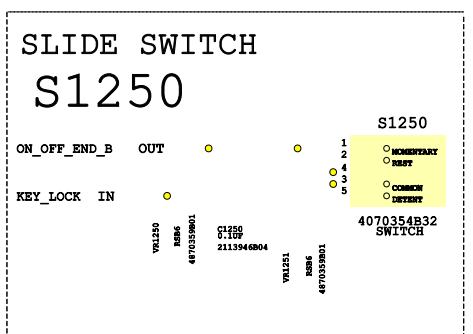 SLIDE SWITCH
S1250
S1250
ON_OFF_END_B OUT
1
2
4
3
5
MOMENTARY
REST
COMMON
DETENT
KEY_LOCK IN
4070354B32
SWITCH
VR1250
RSB6
4870359B01
C1250
0.1UF
2113946B04
VR1251
RSB6
4870359B01